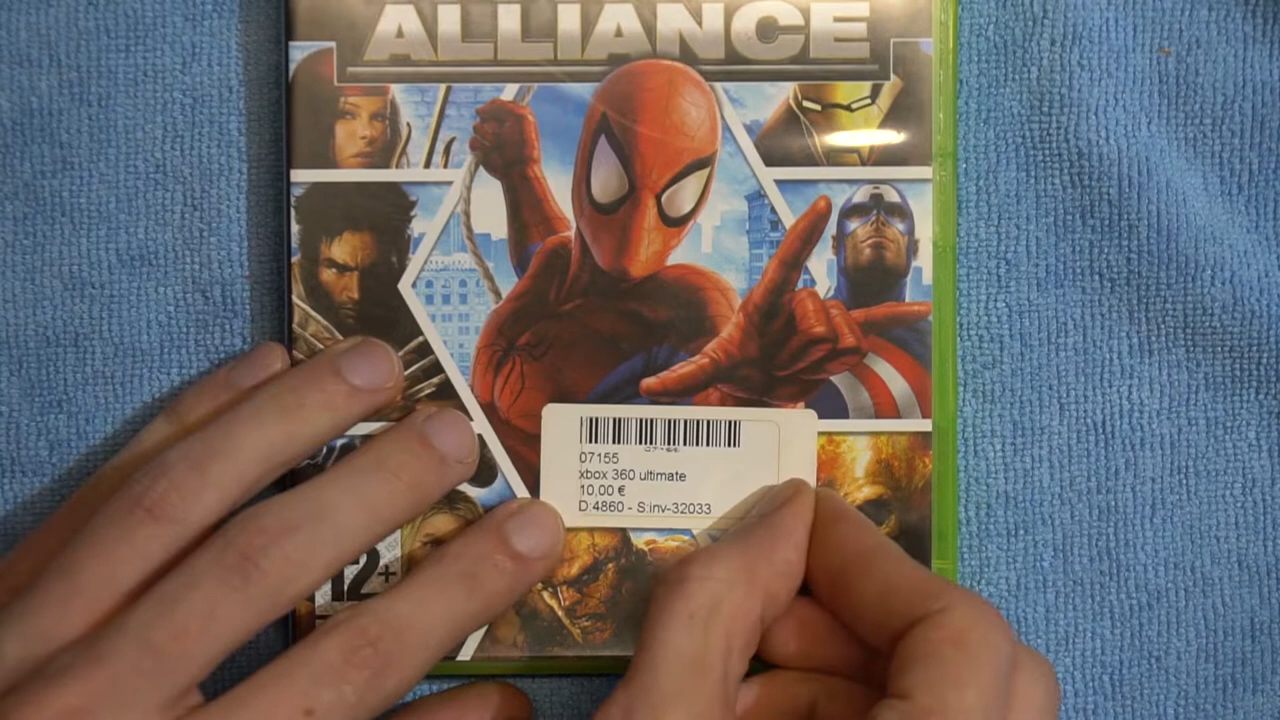 ALLIANCE
07155
xbox 360 ultimate
10,00 €
D:4860 - S:inv-32033
12+